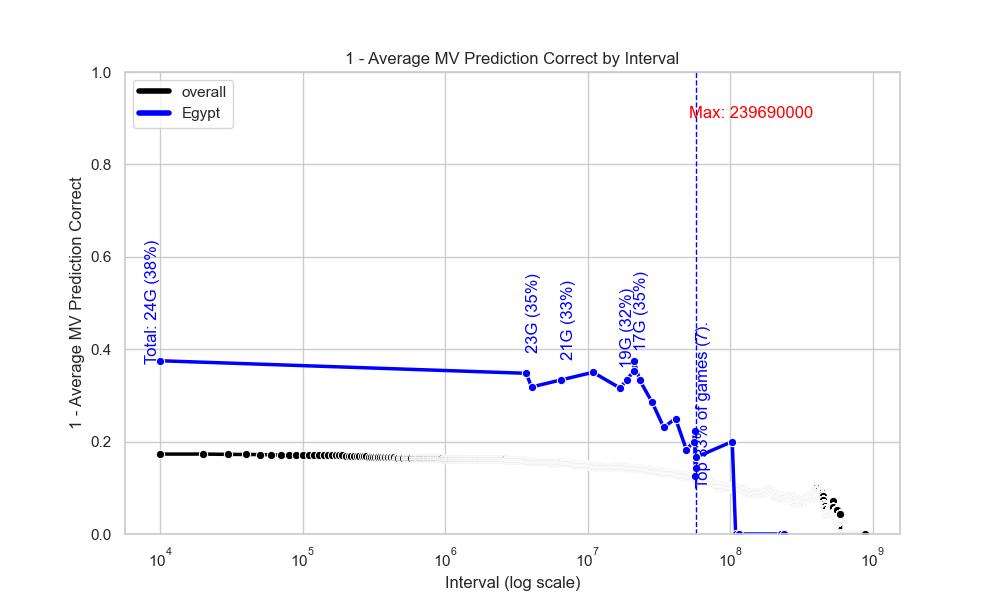 1 - Average MV Prediction Correct by Interval
1 - Average MV Prediction Correct
1.0
0.8
0.6
0.4
0.2
0.0
overall
Egypt
Max: 239690000
Total: 24G (38%)
23G (35%)
21G (33%)
19G (32%)
17G (35%)
Top 33% of games (7).
10^4
10^5
10^6
10^7
10^8
10^9
Interval (log scale)